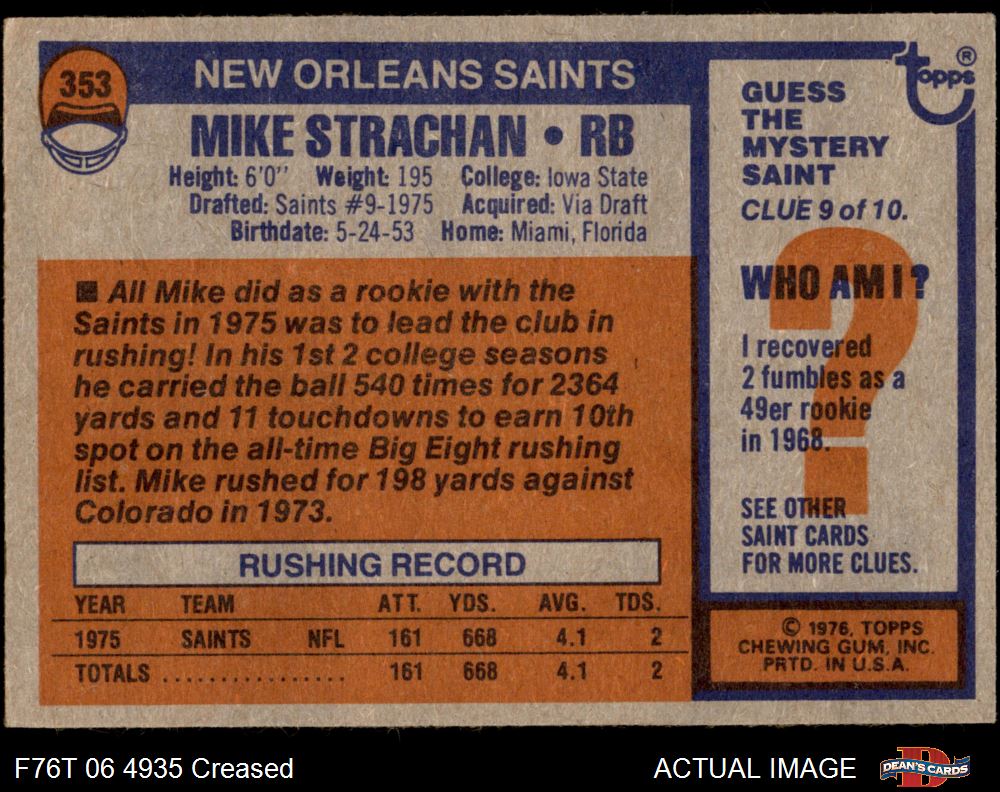 353
NEW ORLEANS SAINTS
MIKE STRACHAN • RB
Height: 6'0" Weight: 195 College: Iowa State
Drafted: Saints #9-1975 Acquired: Via Draft
Birthdate: 5-24-53 Home: Miami, Florida
■ All Mike did as a rookie with the
Saints in 1975 was to lead the club in
rushing! In his 1st 2 college seasons
he carried the ball 540 times for 2364
yards and 11 touchdowns to earn 10th
spot on the all-time Big Eight rushing
list. Mike rushed for 198 yards against
Colorado in 1973.
RUSHING RECORD
YEAR TEAM ATT. YDS. AVG. TDS.
1975 SAINTS NFL 161 668 4.1 2
TOTALS ................ 161 668 4.1 2
topps ®
GUESS
THE
MYSTERY
SAINT
CLUE 9 of 10.
?
WHO AM I?
I recovered
2 fumbles as a
49er rookie
in 1968.
SEE OTHER
SAINT CARDS
FOR MORE CLUES.
© 1976, TOPPS
CHEWING GUM, INC.
PRTD. IN U.S.A.
F76T 06 4935 Creased
ACTUAL IMAGE
D
DEAN'S CARDS